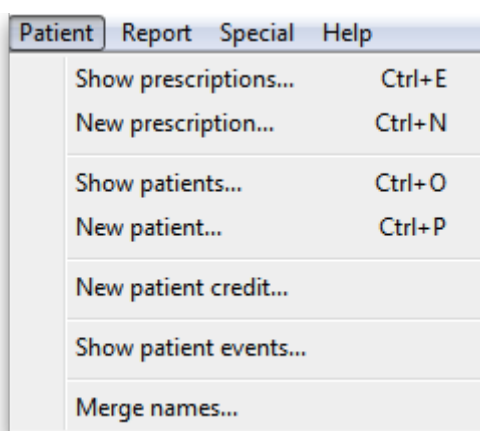 Patient Report Special Help
Show prescriptions... Ctrl+E
New prescription... Ctrl+N
Show patients... Ctrl+O
New patient... Ctrl+P
New patient credit...
Show patient events...
Merge names...